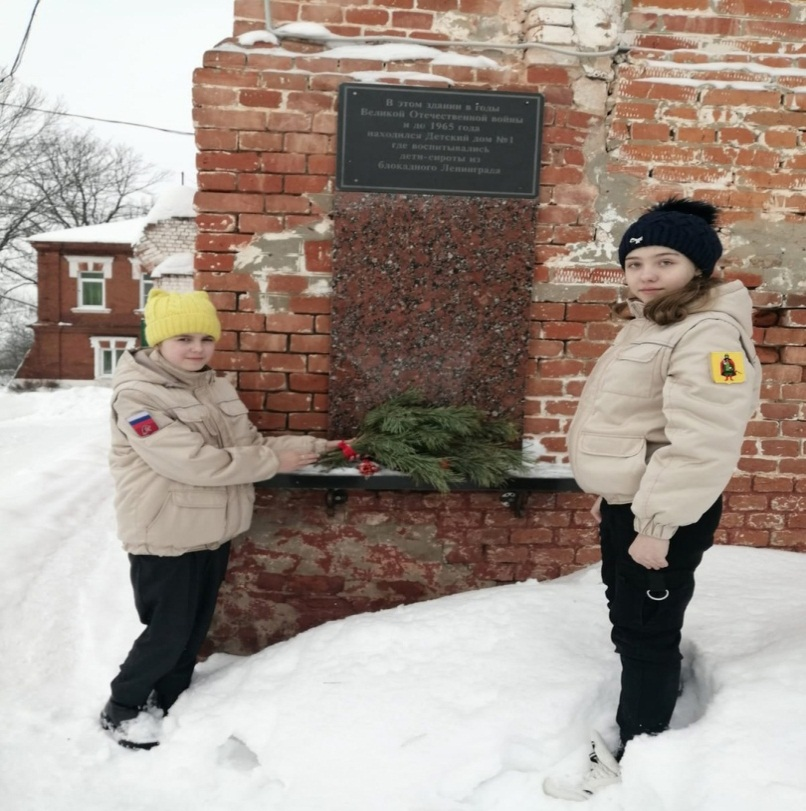 В этом здании в годы
Великой Отечественной войны
и до 1965 года
находился Детский дом №1
где воспитывались
дети-сироты из
блокадного Ленинграда